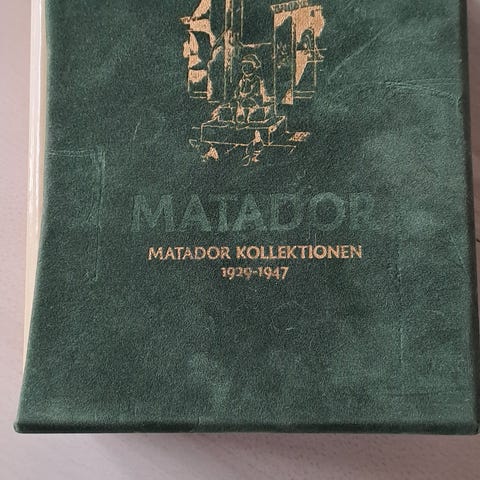 MATADOR
MATADOR KOLLEKTIONEN
1929-1947